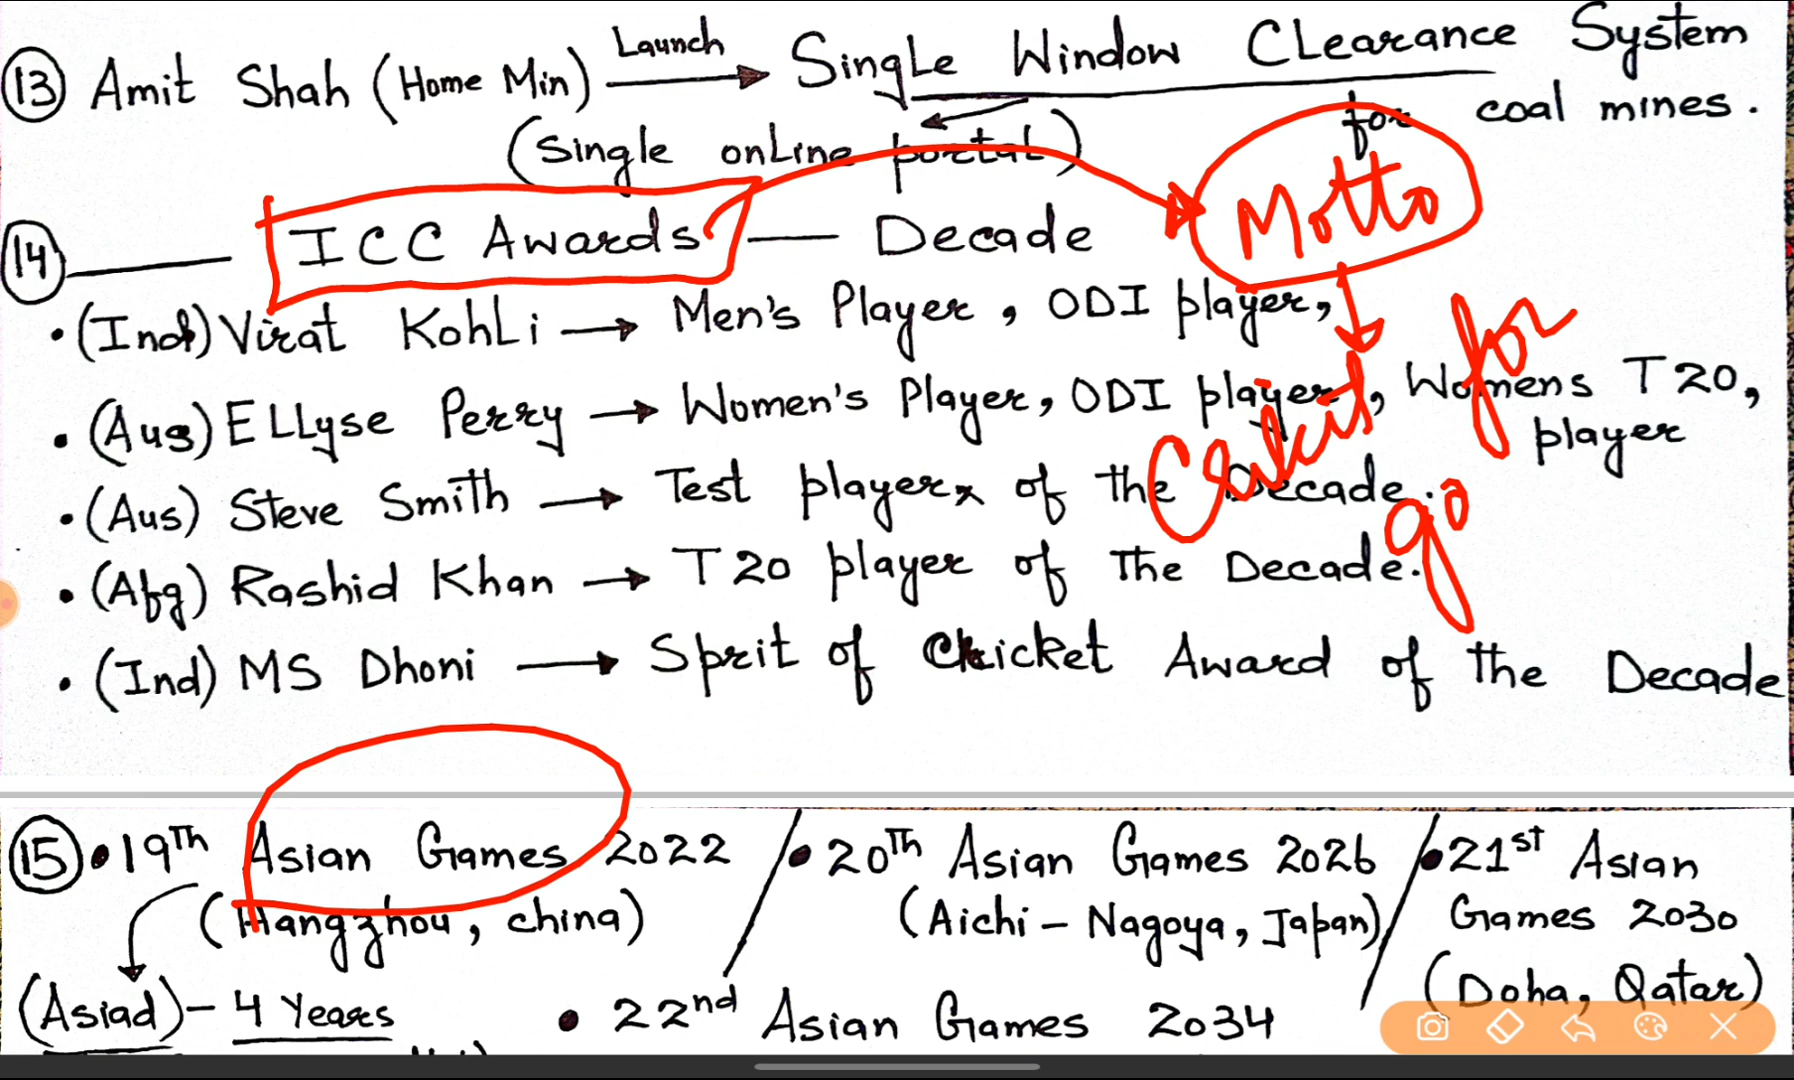 13 Amit Shah (Home Min) Launch → Single Window Clearance System
for coal mines.
(Single online portal)
14 ICC Awards — Decade
Motto
• (Ind) Virat Kohli → Men's Player, ODI player,
for
• (Aus) Ellyse Perry → Women's Player, ODI player, Womens T20,
player
• (Aus) Steve Smith → Test player of the Decade.
go
• (Afg) Rashid Khan → T20 player of The Decade.
• (Ind) MS Dhoni → Sprit of Cricket Award of the Decade
15 • 19Th Asian Games 2022 / • 20Th Asian Games 2026 / • 21st Asian
(Hangzhou, china) (Aichi – Nagoya, Japan) Games 2030
(Asiad) – 4 Years • 22nd Asian Games 2034 (Doha, Qatar)